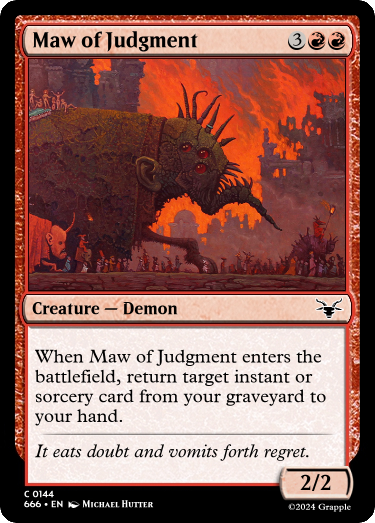 Maw of Judgment 3
Creature — Demon
When Maw of Judgment enters the
battlefield, return target instant or
sorcery card from your graveyard to
your hand.
It eats doubt and vomits forth regret.
2/2
C 0144
666 • EN Michael Hutter
©2024 Grapple